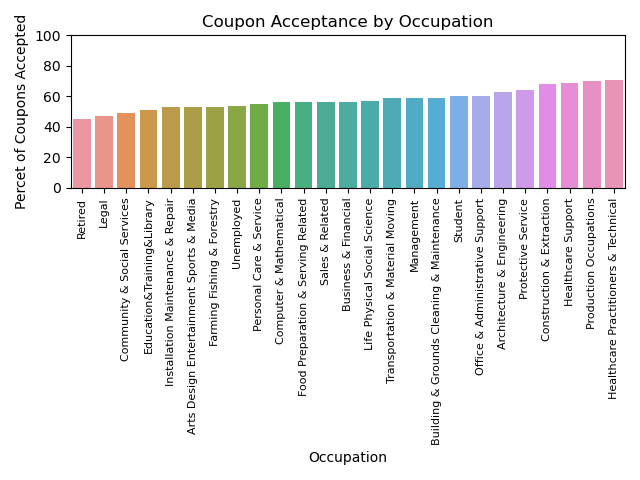 Coupon Acceptance by Occupation
Percet of Coupons Accepted
100
80
60
40
20
0
Retired
Legal
Community & Social Services
Education&Training&Library
Installation Maintenance & Repair
Arts Design Entertainment Sports & Media
Farming Fishing & Forestry
Unemployed
Personal Care & Service
Computer & Mathematical
Food Preparation & Serving Related
Sales & Related
Business & Financial
Life Physical Social Science
Transportation & Material Moving
Management
Building & Grounds Cleaning & Maintenance
Student
Office & Administrative Support
Architecture & Engineering
Protective Service
Construction & Extraction
Healthcare Support
Production Occupations
Healthcare Practitioners & Technical
Occupation